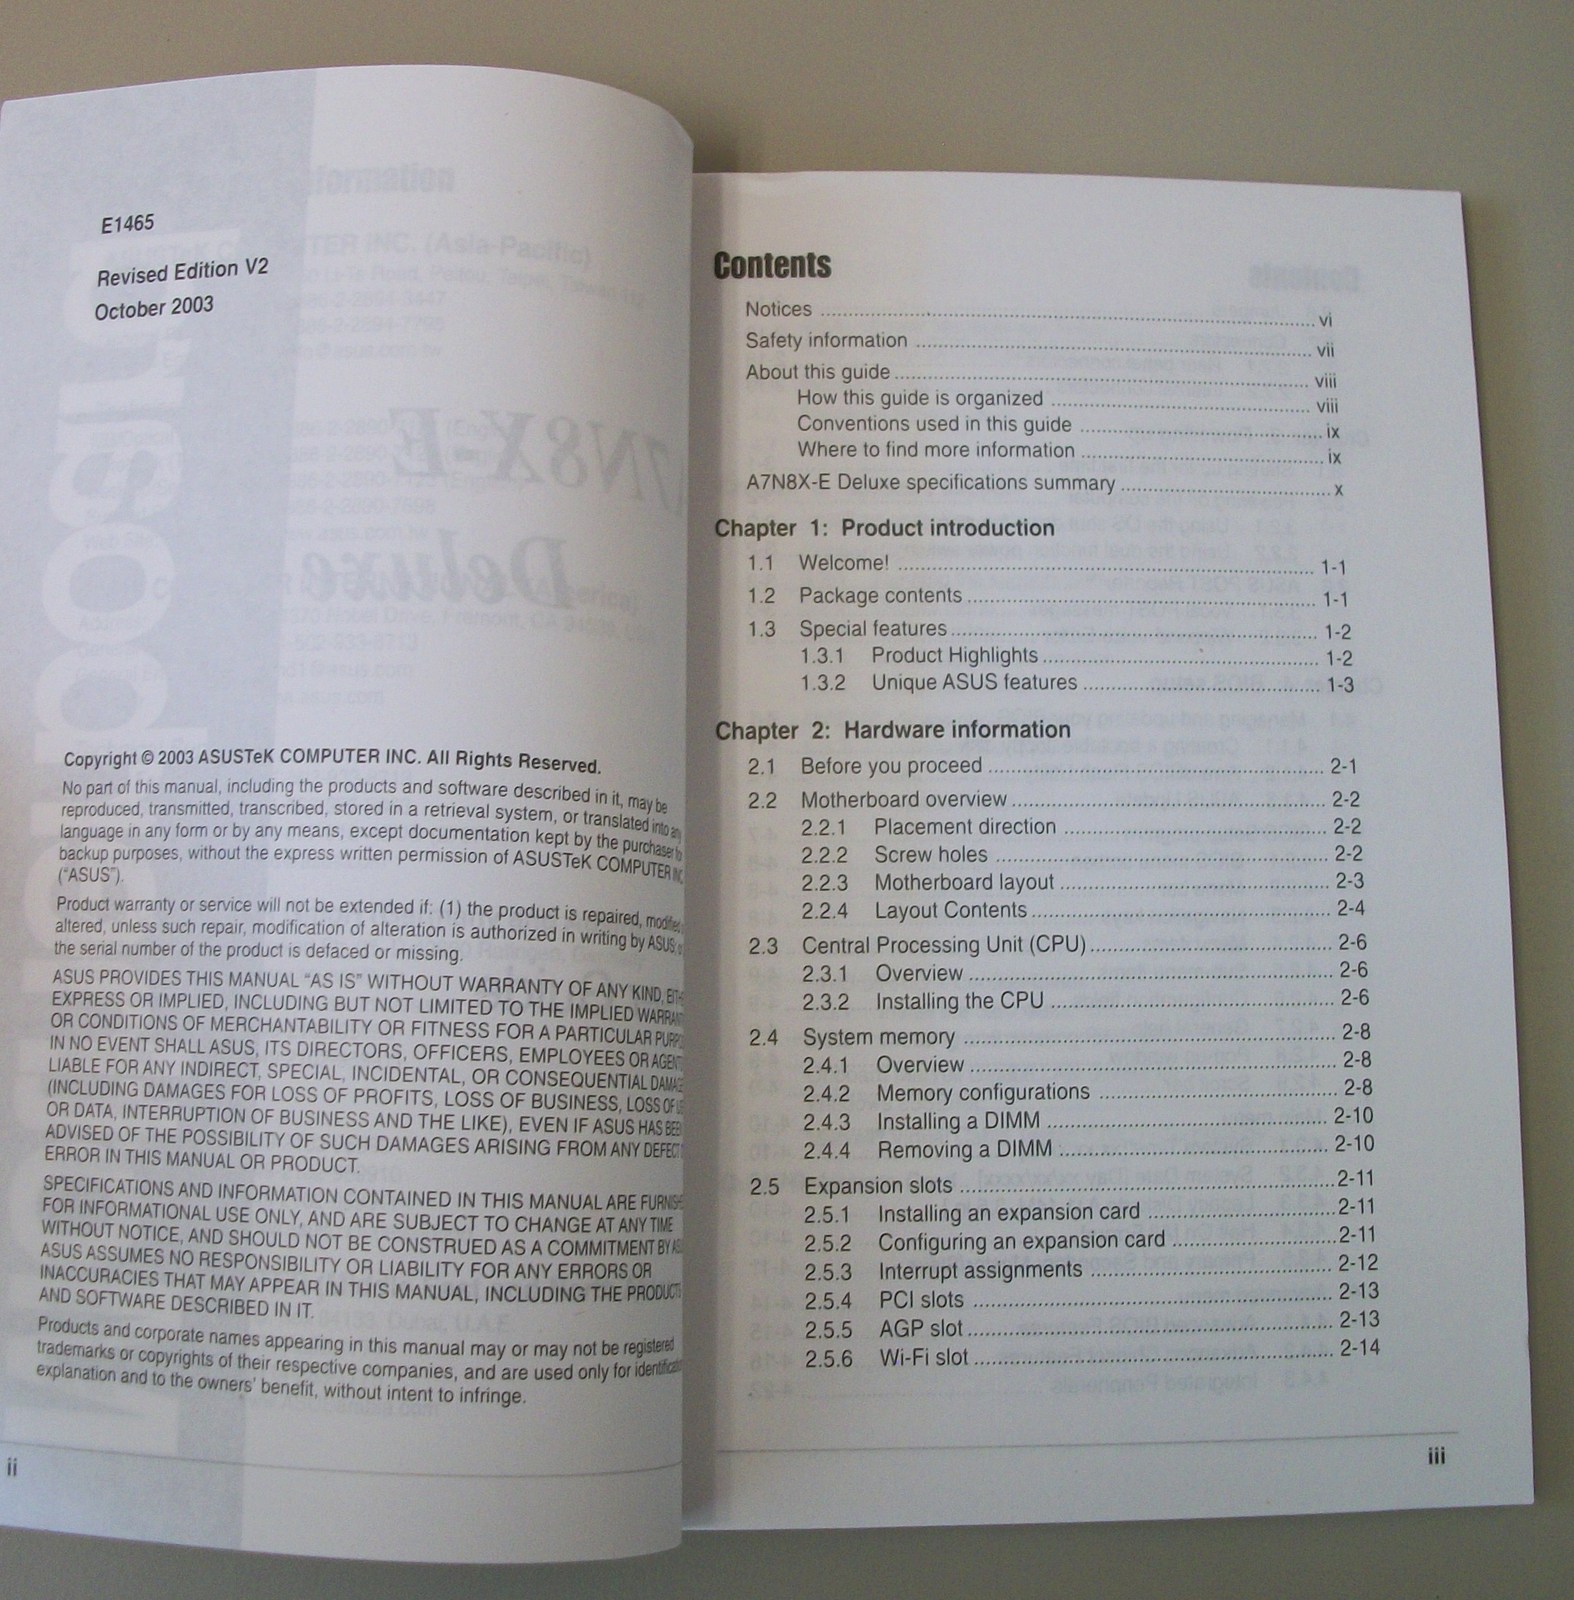 E1465
Revised Edition V2
October 2003
Copyright © 2003 ASUSTeK COMPUTER INC. All Rights Reserved.
No part of this manual, including the products and software described in it, may be
reproduced, transmitted, transcribed, stored in a retrieval system, or translated into any
language in any form or by any means, except documentation kept by the purchaser
backup purposes, without the express written permission of ASUSTeK COMPUTER INC
("ASUS").
Product warranty or service will not be extended if: (1) the product is repaired, modified
altered, unless such repair, modification of alteration is authorized in writing by ASUS;
the serial number of the product is defaced or missing.
ASUS PROVIDES THIS MANUAL "AS IS" WITHOUT WARRANTY OF ANY KIND,
EXPRESS OR IMPLIED, INCLUDING BUT NOT LIMITED TO THE IMPLIED
OR CONDITIONS OF MERCHANTABILITY OR FITNESS FOR A PARTICULAR
IN NO EVENT SHALL ASUS, ITS DIRECTORS, OFFICERS, EMPLOYEES OR
LIABLE FOR ANY INDIRECT, SPECIAL, INCIDENTAL, OR CONSEQUENTIAL
(INCLUDING DAMAGES FOR LOSS OF PROFITS, LOSS OF BUSINESS, LOSS OF
OR DATA, INTERRUPTION OF BUSINESS AND THE LIKE), EVEN IF ASUS HAS BEEN
ADVISED OF THE POSSIBILITY OF SUCH DAMAGES ARISING FROM ANY DEFECT
ERROR IN THIS MANUAL OR PRODUCT.
SPECIFICATIONS AND INFORMATION CONTAINED IN THIS MANUAL ARE
FOR INFORMATIONAL USE ONLY, AND ARE SUBJECT TO CHANGE AT ANY TIME
WITHOUT NOTICE, AND SHOULD NOT BE CONSTRUED AS A COMMITMENT BY
ASUS ASSUMES NO RESPONSIBILITY OR LIABILITY FOR ANY ERRORS OR
INACCURACIES THAT MAY APPEAR IN THIS MANUAL, INCLUDING THE PRODUCTS
AND SOFTWARE DESCRIBED IN IT.
Products and corporate names appearing in this manual may or may not be registered
trademarks or copyrights of their respective companies, and are used only for
explanation and to the owners' benefit, without intent to infringe.
ii
Contents
Notices ..... vi
Safety information ..... vii
About this guide ..... viii
How this guide is organized ..... viii
Conventions used in this guide ..... ix
Where to find more information ..... ix
A7N8X-E Deluxe specifications summary ..... x
Chapter 1: Product introduction
1.1 Welcome! ..... 1-1
1.2 Package contents ..... 1-1
1.3 Special features ..... 1-2
1.3.1 Product Highlights ..... 1-2
1.3.2 Unique ASUS features ..... 1-3
Chapter 2: Hardware information
2.1 Before you proceed ..... 2-1
2.2 Motherboard overview ..... 2-2
2.2.1 Placement direction ..... 2-2
2.2.2 Screw holes ..... 2-2
2.2.3 Motherboard layout ..... 2-3
2.2.4 Layout Contents ..... 2-4
2.3 Central Processing Unit (CPU) ..... 2-6
2.3.1 Overview ..... 2-6
2.3.2 Installing the CPU ..... 2-6
2.4 System memory ..... 2-8
2.4.1 Overview ..... 2-8
2.4.2 Memory configurations ..... 2-8
2.4.3 Installing a DIMM ..... 2-10
2.4.4 Removing a DIMM ..... 2-10
2.5 Expansion slots ..... 2-11
2.5.1 Installing an expansion card ..... 2-11
2.5.2 Configuring an expansion card ..... 2-11
2.5.3 Interrupt assignments ..... 2-12
2.5.4 PCI slots ..... 2-13
2.5.5 AGP slot ..... 2-13
2.5.6 Wi-Fi slot ..... 2-14
iii